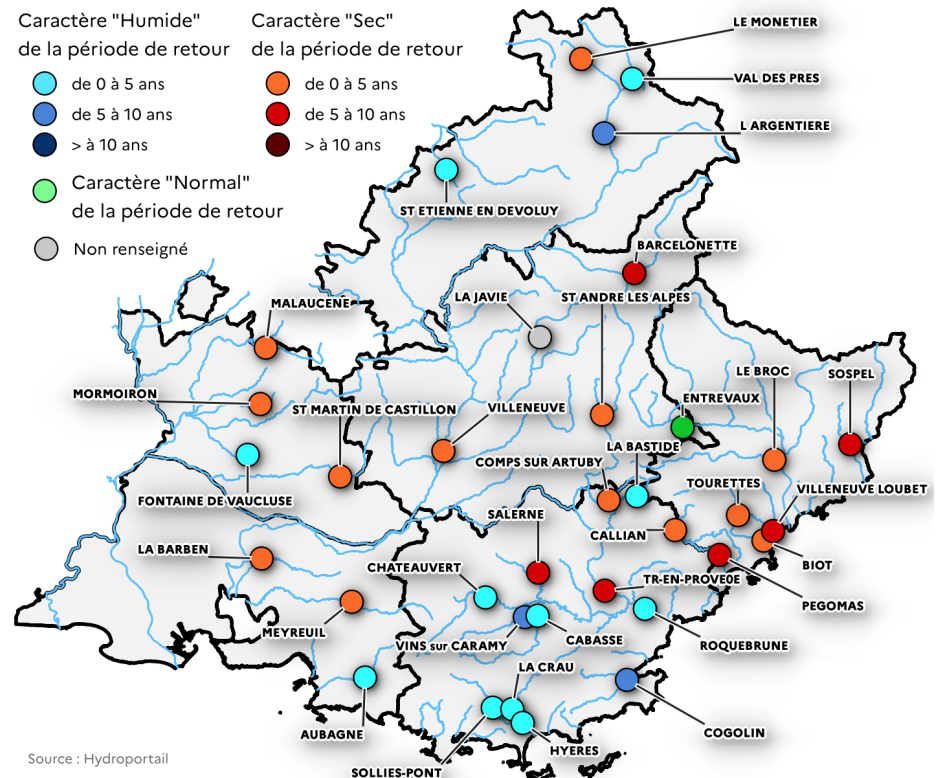 Caractère "Humide"
de la période de retour
de 0 à 5 ans
de 5 à 10 ans
> à 10 ans
Caractère "Sec"
de la période de retour
de 0 à 5 ans
de 5 à 10 ans
> à 10 ans
Caractère "Normal"
de la période de retour
Non renseigné
LE MONETIER
VAL DES PRES
L ARGENTIERE
ST ETIENNE EN DEVOLUY
BARCELONETTE
LA JAVIE
ST ANDRE LES ALPES
MALAUCENE
LE BROC
SOSPEL
MORMOIRON
ENTREVAUX
ST MARTIN DE CASTILLON
VILLENEUVE
LA BASTIDE
COMPS SUR ARTUBY
TOURETTES
VILLENEUVE LOUBET
FONTAINE DE VAUCLUSE
SALERNE
CALLIAN
LA BARBEN
BIOT
CHATEAUVERT
TR-EN-PROVE0E
PEGOMAS
MEYREUIL
VINS sur CARAMY
CABASSE
ROQUEBRUNE
LA CRAU
AUBAGNE
COGOLIN
HYERES
SOLLIES-PONT
Source : Hydroportail